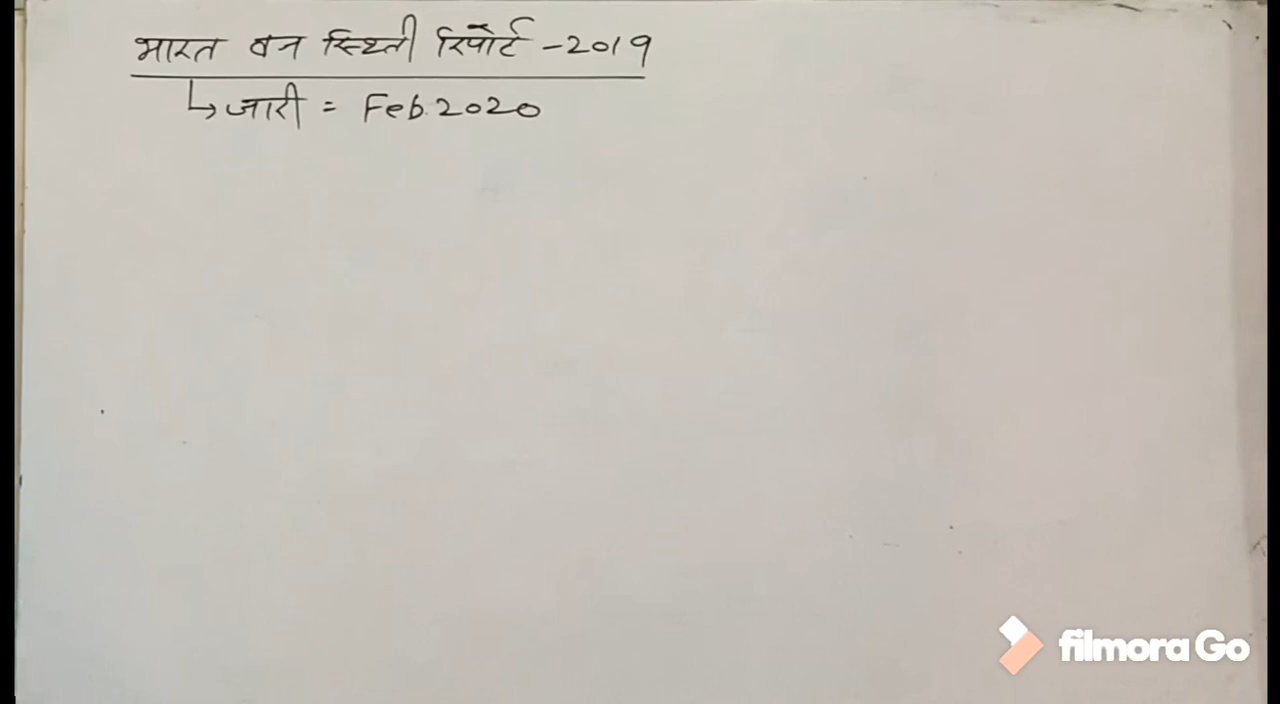 भारत वन स्थिती रिपोर्ट -2019
↳ जारी = Feb.2020
filmora Go